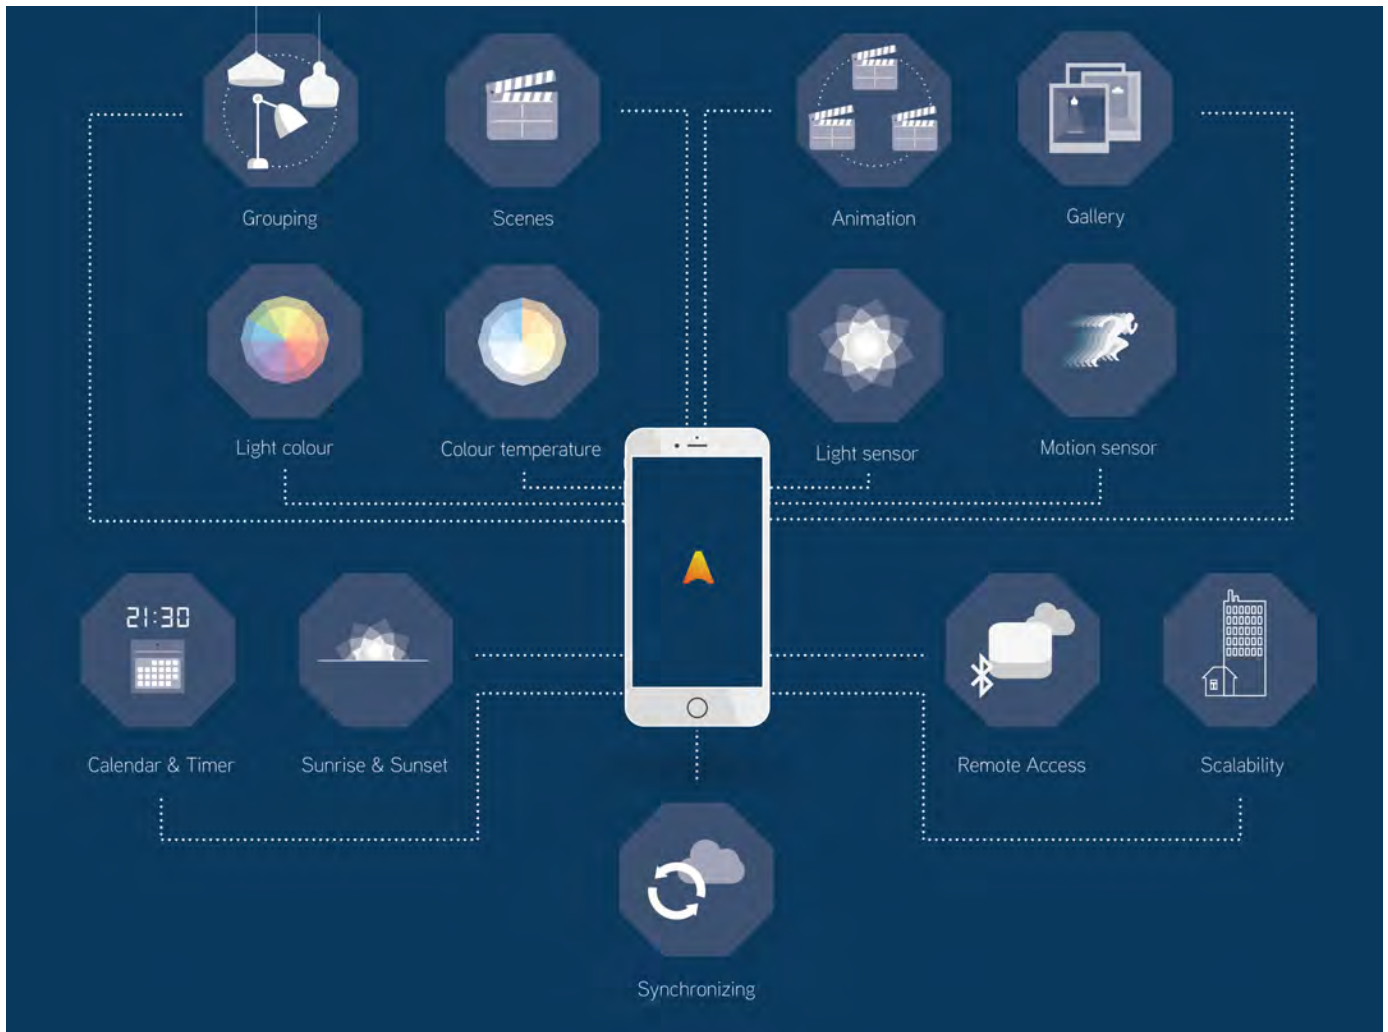 Grouping
Scenes
Animation
Gallery
Light colour
Colour temperature
Light sensor
Motion sensor
21:30
Calendar & Timer
Sunrise & Sunset
Remote Access
Scalability
Synchronizing